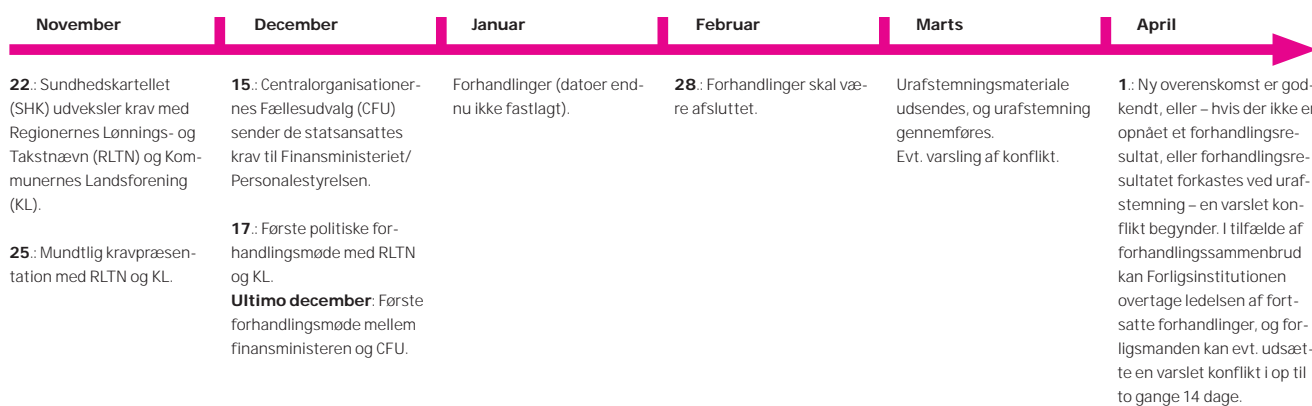 November
December
Januar
Februar
Marts
April
22.: Sundhedskartellet
(SHK) udveksler krav med
Regionernes Lønnings- og
Takstnævn (RLTN) og Kom-
munernes Landsforening
(KL).
25.: Mundtlig kravpræsen-
tation med RLTN og KL.
15.: Centralorganisationer-
nes Fællesudvalg (CFU)
sender de statsansattes
krav til Finansministeriet/
Personalestyrelsen.
17.: Første politiske for-
handlingsmøde med RLTN
og KL.
Ultimo december: Første
forhandlingsmøde mellem
finansministeren og CFU.
Forhandlinger (datoer end-
nu ikke fastlagt).
28.: Forhandlinger skal væ-
re afsluttet.
Urafstemningsmateriale
udsendes, og urafstemning
gennemføres.
Evt. varsling af konflikt.
1.: Ny overenskomst er god-
kendt, eller – hvis der ikke er
opnået et forhandlingsre-
sultat, eller forhandlingsre-
sultatet forkastes ved uraf-
stemning – en varslet kon-
flikt begynder. I tilfælde af
forhandlingssammenbrud
kan Forligsinstitutionen
overtage ledelsen af fort-
satte forhandlinger, og for-
ligsmanden kan evt. udsæt-
te en varslet konflikt i op til
to gange 14 dage.